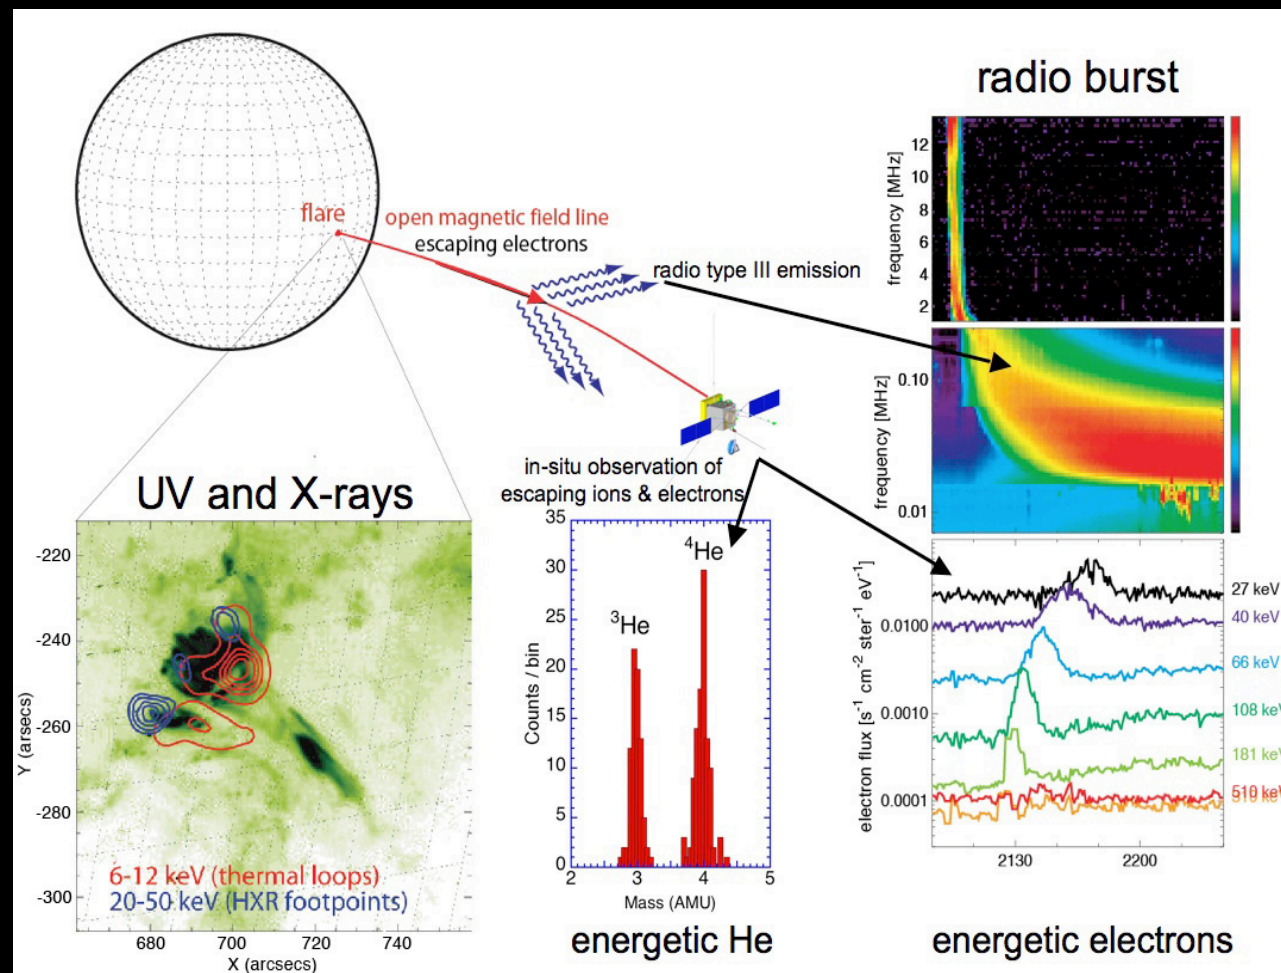 radio burst
frequency [MHz]
12
10
8
6
4
2
flare
open magnetic field line
escaping electrons
radio type III emission
frequency [MHz]
0.10
0.01
in-situ observation of
escaping ions & electrons
UV and X-rays
Y (arcsecs)
-220
-240
-260
-280
-300
6-12 keV (thermal loops)
20-50 keV (HXR footpoints)
680
700
720
740
X (arcsecs)
Counts / bin
35
30
25
20
15
10
5
0
³He
⁴He
2
3
4
5
Mass (AMU)
energetic He
electron flux [s⁻¹ cm⁻² ster⁻¹ eV⁻¹]
0.0100
0.0010
0.0001
27 keV
40 keV
66 keV
108 keV
181 keV
510 keV
2130
2200
energetic electrons